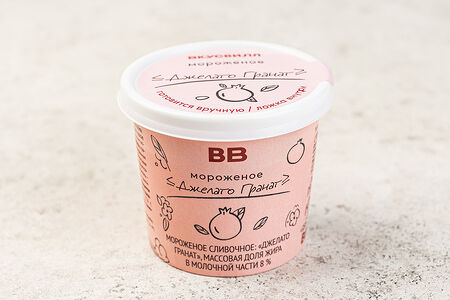 ВКУСВИЛЛ
мороженое
≤Джелато Гранат≥
готовится вручную | ложка внутри
ВВ
мороженое
≤Джелато Гранат≥
МОРОЖЕНОЕ СЛИВОЧНОЕ: «ДЖЕЛАТО
ГРАНАТ», МАССОВАЯ ДОЛЯ ЖИРА
В МОЛОЧНОЙ ЧАСТИ 8 %